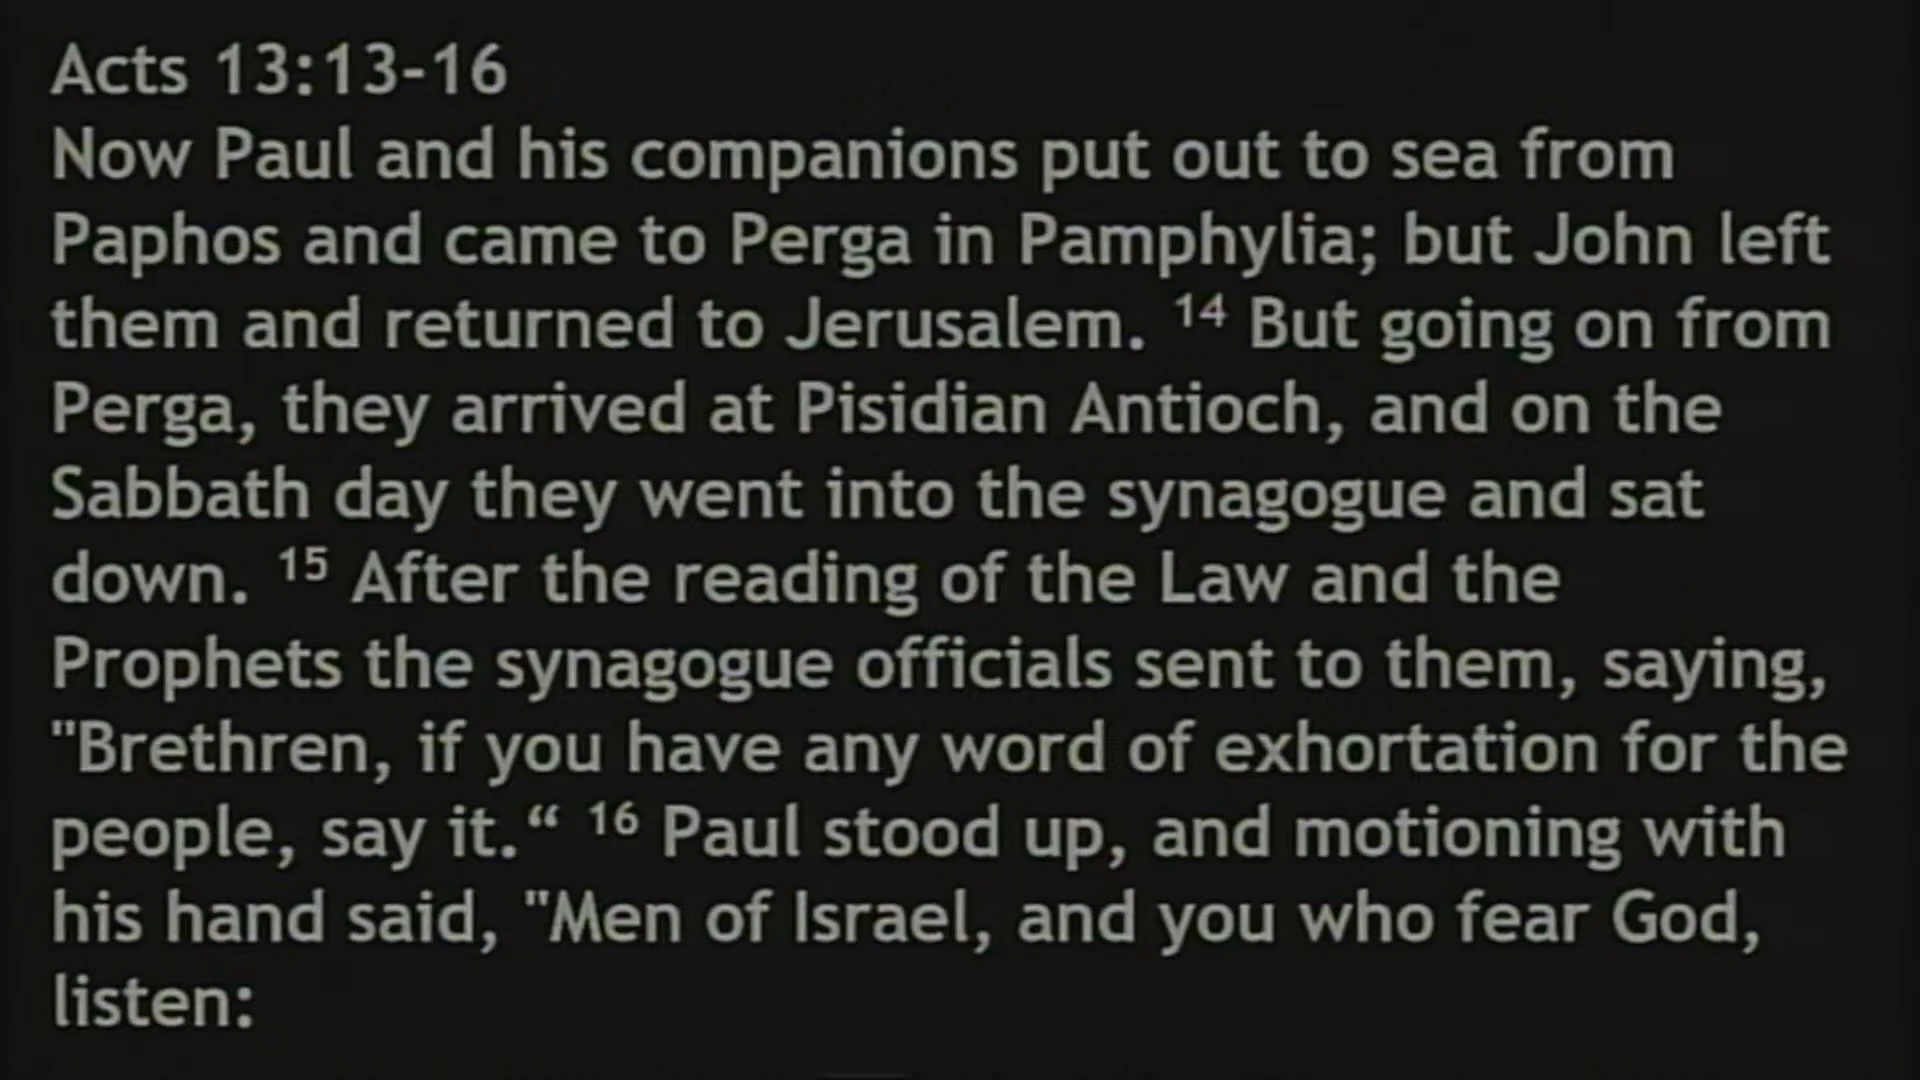 Acts 13:13-16
Now Paul and his companions put out to sea from
Paphos and came to Perga in Pamphylia; but John left
them and returned to Jerusalem. 14 But going on from
Perga, they arrived at Pisidian Antioch, and on the
Sabbath day they went into the synagogue and sat
down. 15 After the reading of the Law and the
Prophets the synagogue officials sent to them, saying,
"Brethren, if you have any word of exhortation for the
people, say it.“ 16 Paul stood up, and motioning with
his hand said, "Men of Israel, and you who fear God,
listen: